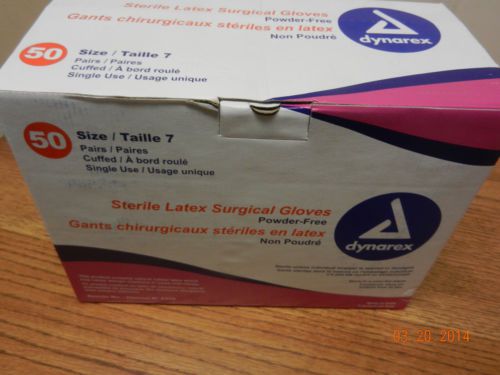 Sterile Latex Surgical Gloves
Powder-Free
Gants chirurgicaux stériles en latex
Non Poudré
50
Size / Taille 7
Pairs / Paires
Cuffed / À bord roulé
Single Use / Usage unique
dynarex
50
Size / Taille 7
Pairs / Paires
Cuffed / À bord roulé
Single Use / Usage unique
Sterile Latex Surgical Gloves
Powder-Free
Gants chirurgicaux stériles en latex
Non Poudré
dynarex
03.20.2014